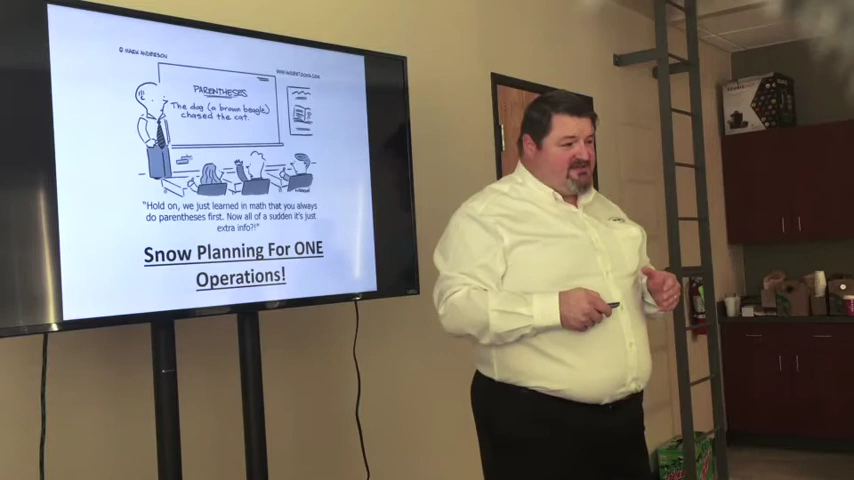 © MARK ANDERSON
WWW.ANDERTOONS.COM
PARENTHESES
The dog (a brown beagle)
chased the cat.
"Hold on, we just learned in math that you always
do parentheses first. Now all of a sudden it's just
extra info?!"
Snow Planning For ONE
Operations!